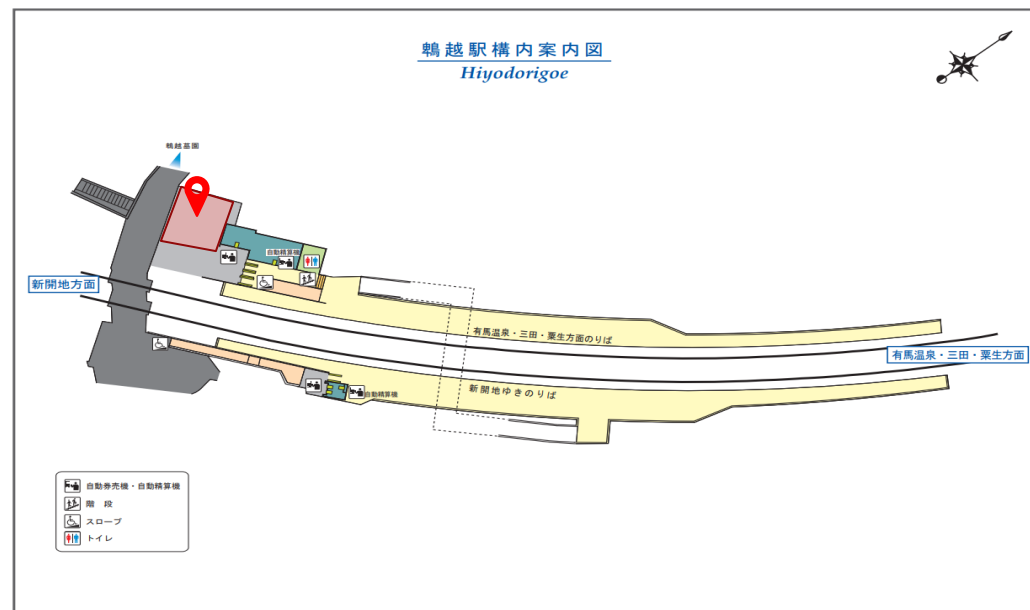 鵯越駅構内案内図
Hiyodorigoe
鵯越墓園
自動精算機
新開地方面
有馬温泉・三田・粟生方面のりば
有馬温泉・三田・粟生方面
新開地ゆきのりば
自動精算機
自動券売機・自動精算機
階 段
スロープ
トイレ